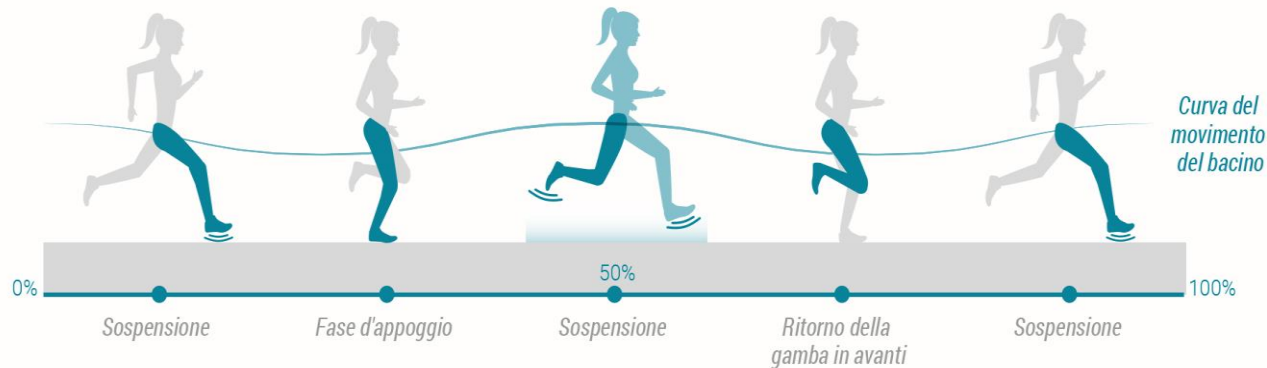 Curva del
movimento
del bacino
0%
50%
100%
Sospensione
Fase d'appoggio
Sospensione
Ritorno della
gamba in avanti
Sospensione